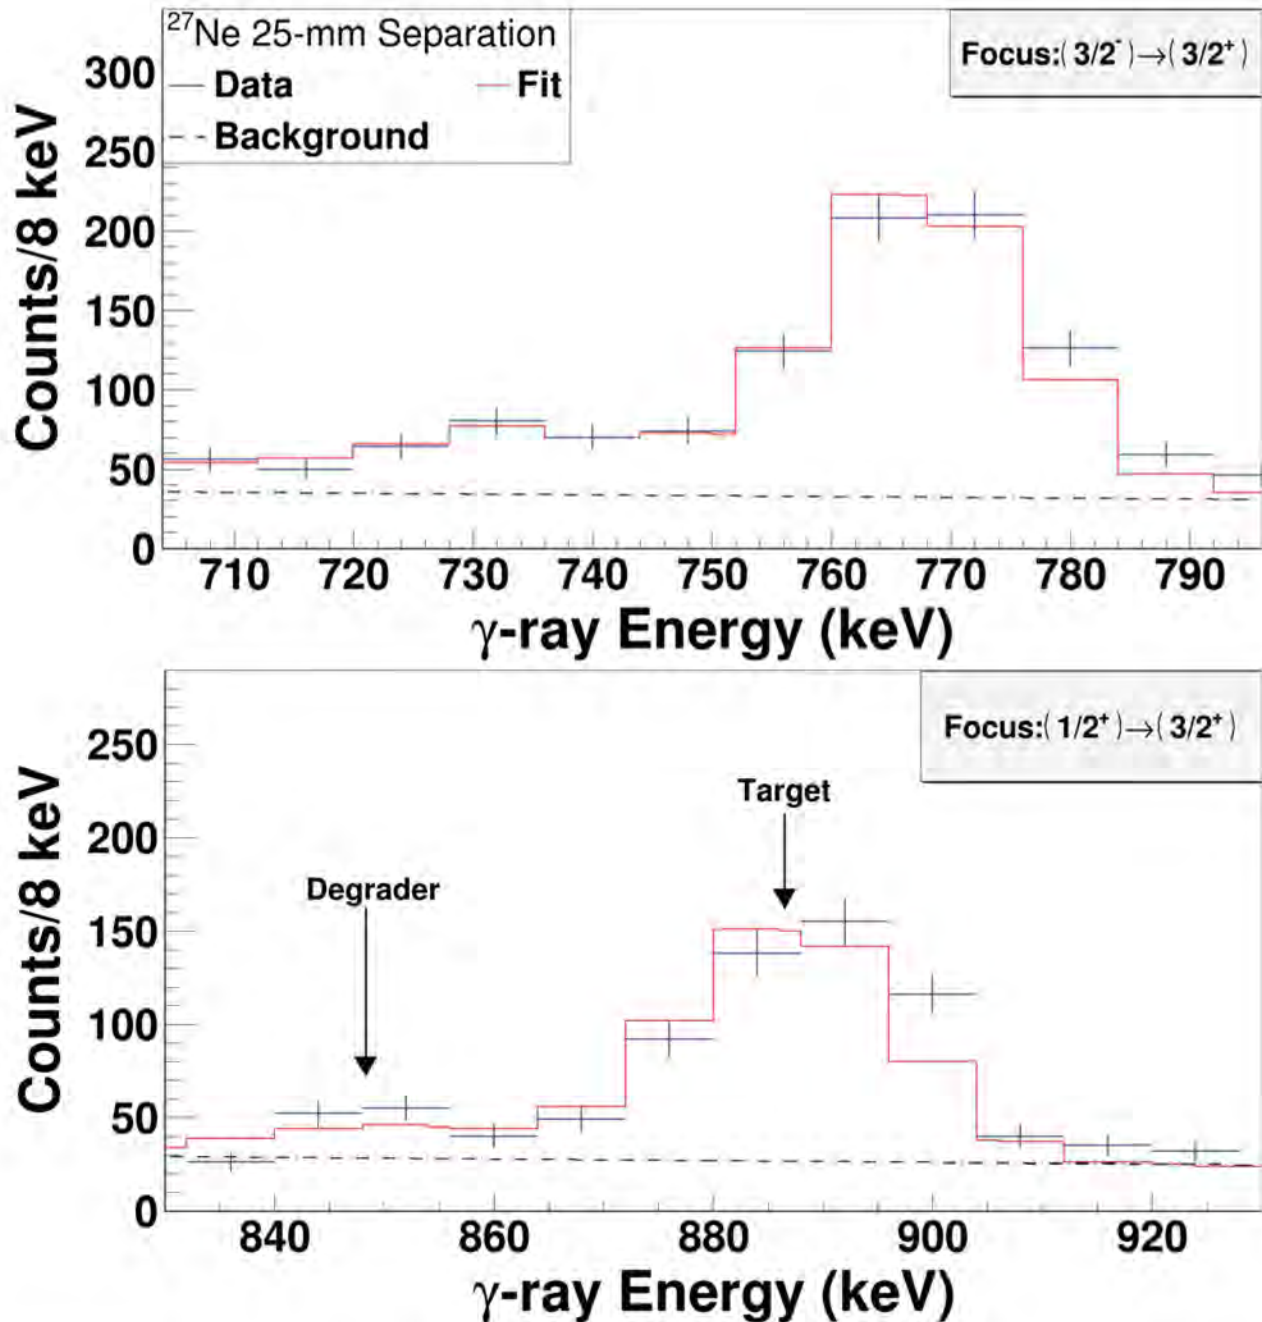 ²⁷Ne 25-mm Separation
Data
Fit
Background
Focus:(3/2⁻)→(3/2⁺)
Counts/8 keV
300
250
200
150
100
50
0
710 720 730 740 750 760 770 780 790
γ-ray Energy (keV)
Focus:(1/2⁺)→(3/2⁺)
Target
Degrader
Counts/8 keV
250
200
150
100
50
0
840 860 880 900 920
γ-ray Energy (keV)